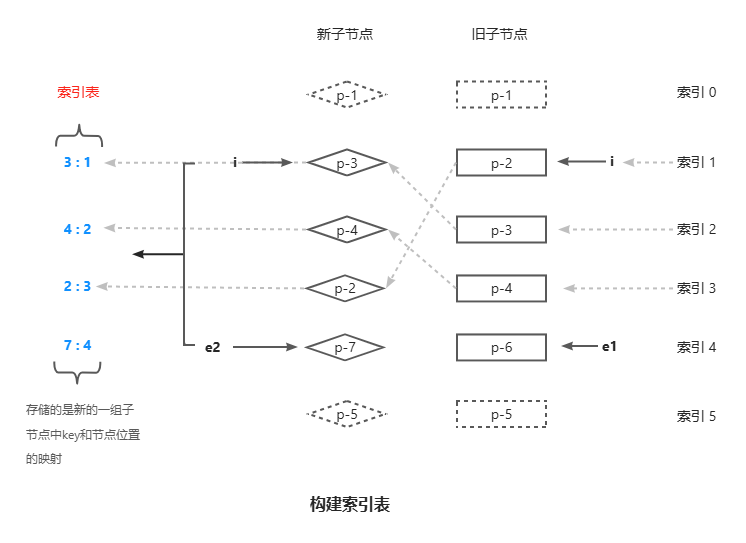 新子节点 旧子节点
索引表 p-1 p-1 索引 0
3 : 1 i p-3 p-2 i 索引 1
4 : 2 p-4 p-3 索引 2
2 : 3 p-2 p-4 索引 3
7 : 4 e2 p-7 p-6 e1 索引 4
存储的是新的一组子 p-5 p-5 索引 5
节点中key和节点位置
的映射
构建索引表